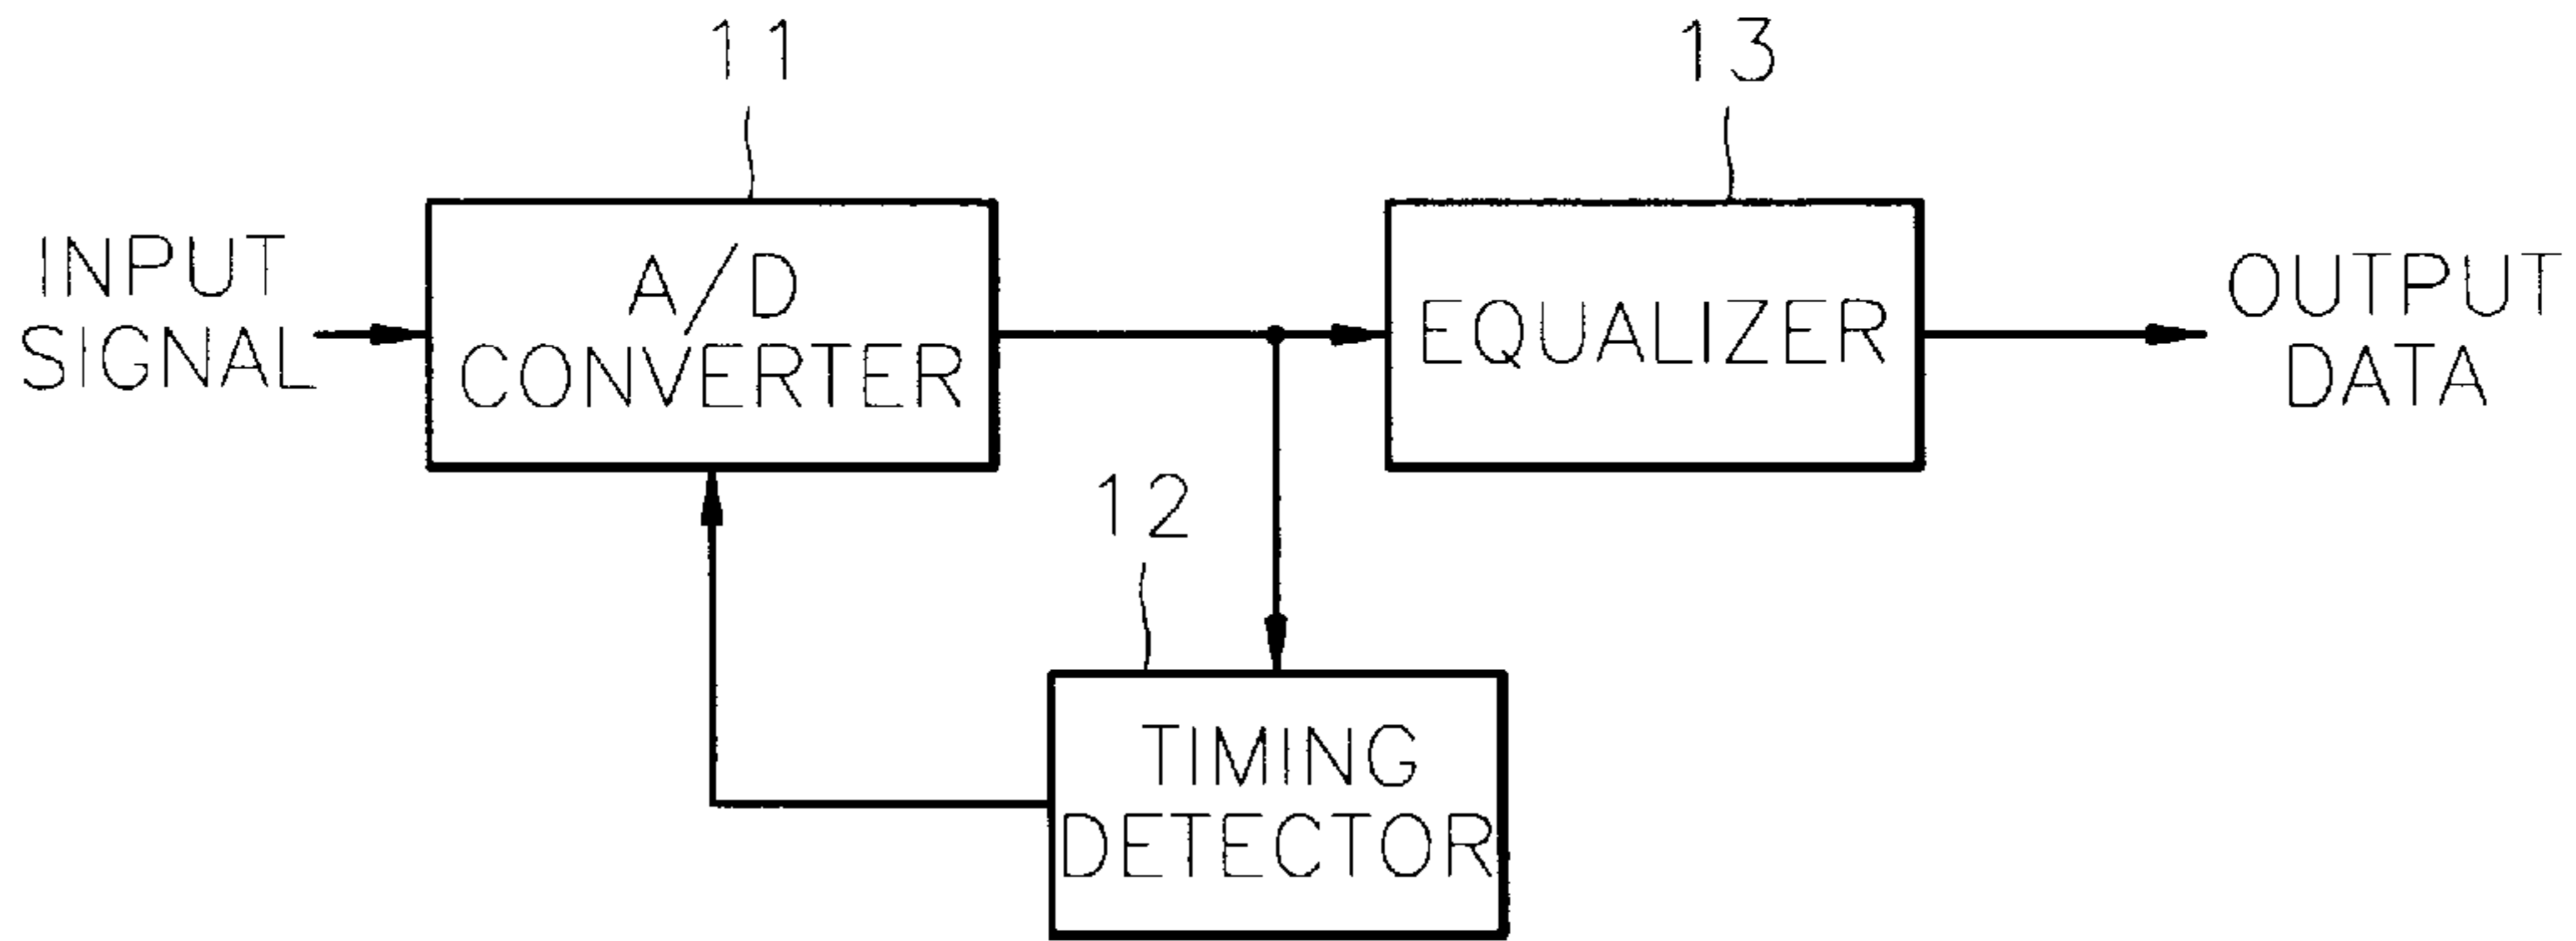 11
13
INPUT
SIGNAL
A/D
CONVERTER
EQUALIZER
OUTPUT
DATA
12
TIMING
DETECTOR